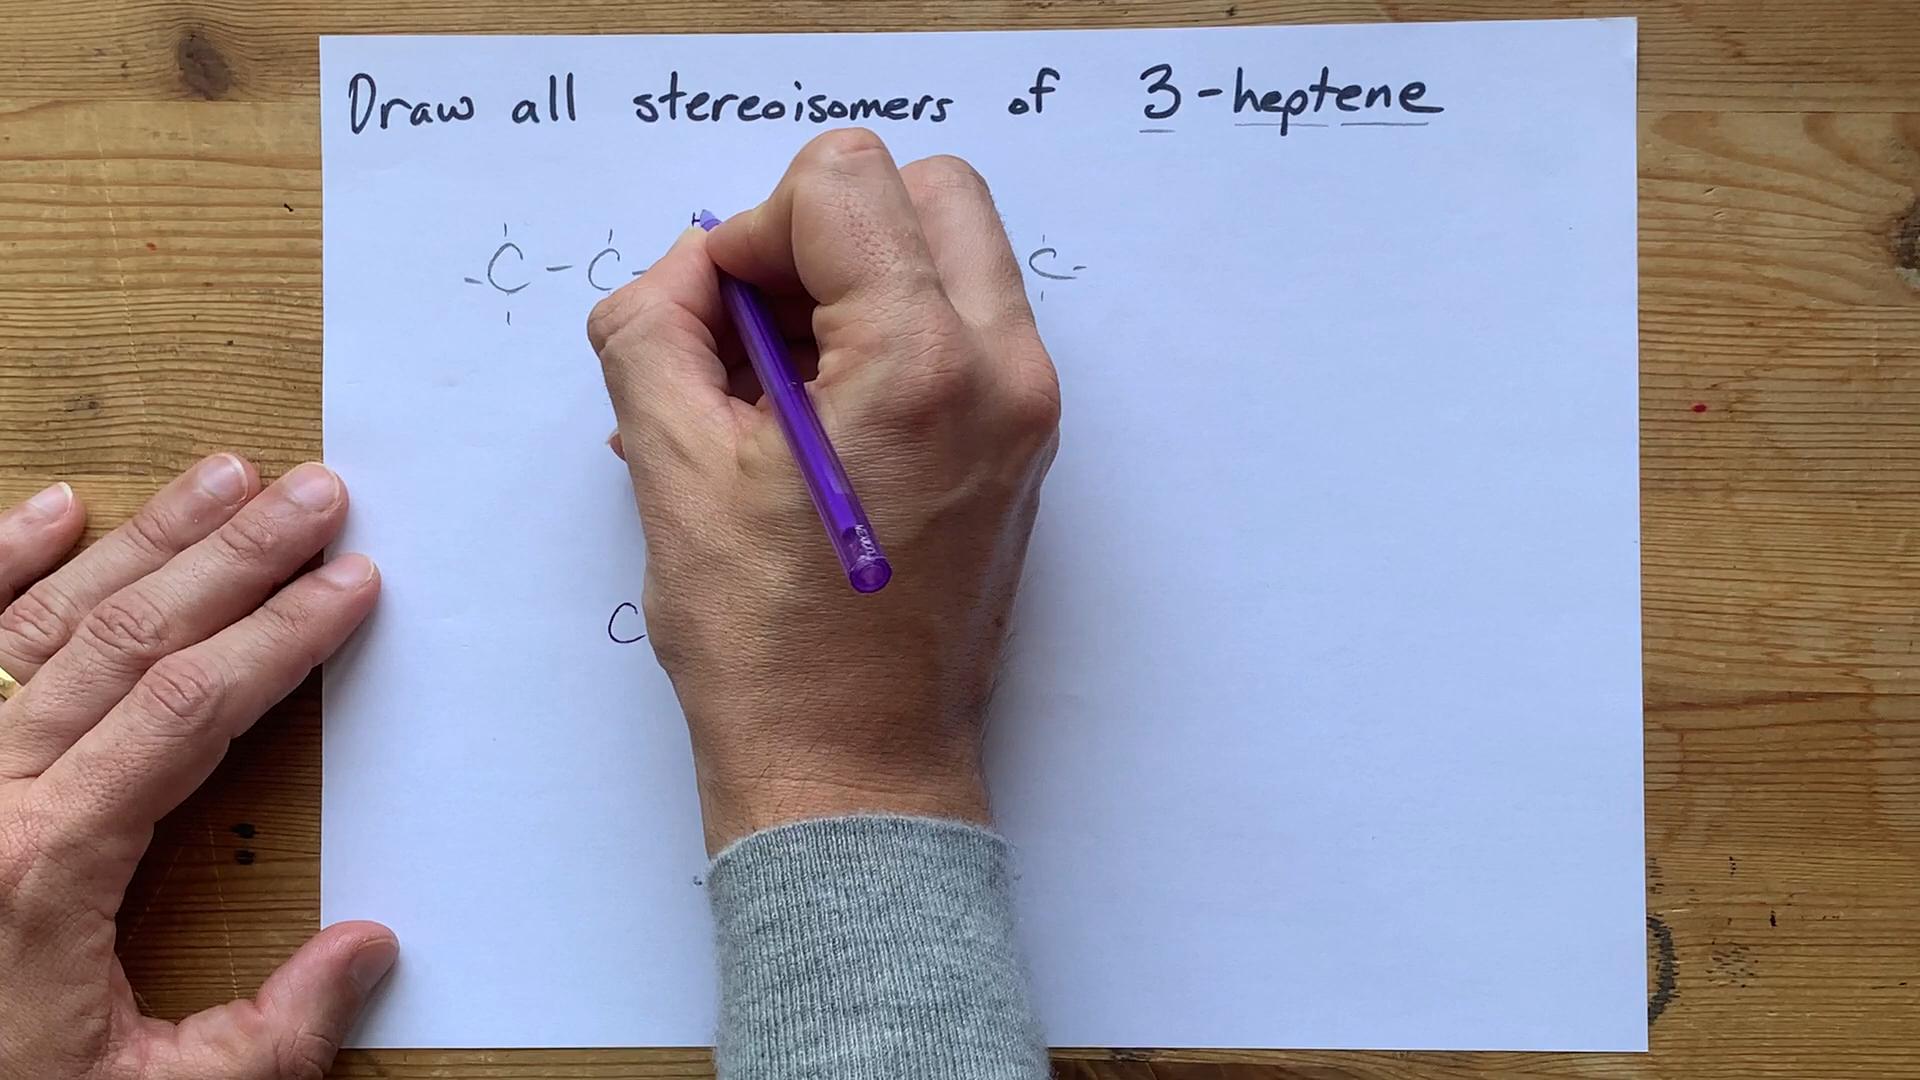 Draw all stereoisomers of 3-heptene
H
- C - C - C -
C